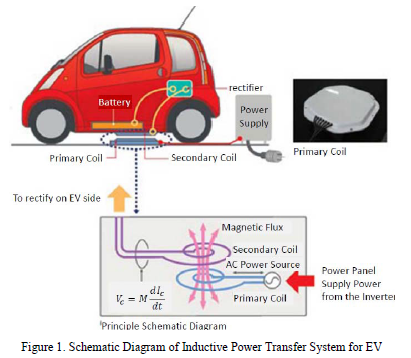 rectifier
Battery
Power
Supply
Primary Coil
Secondary Coil
Primary Coil
To rectify on EV side
Magnetic Flux
Secondary Coil
AC Power Source
V_c = M dI_c/dt
Primary Coil
Power Panel
Supply Power
from the Inverter
Principle Schematic Diagram
Figure 1. Schematic Diagram of Inductive Power Transfer System for EV